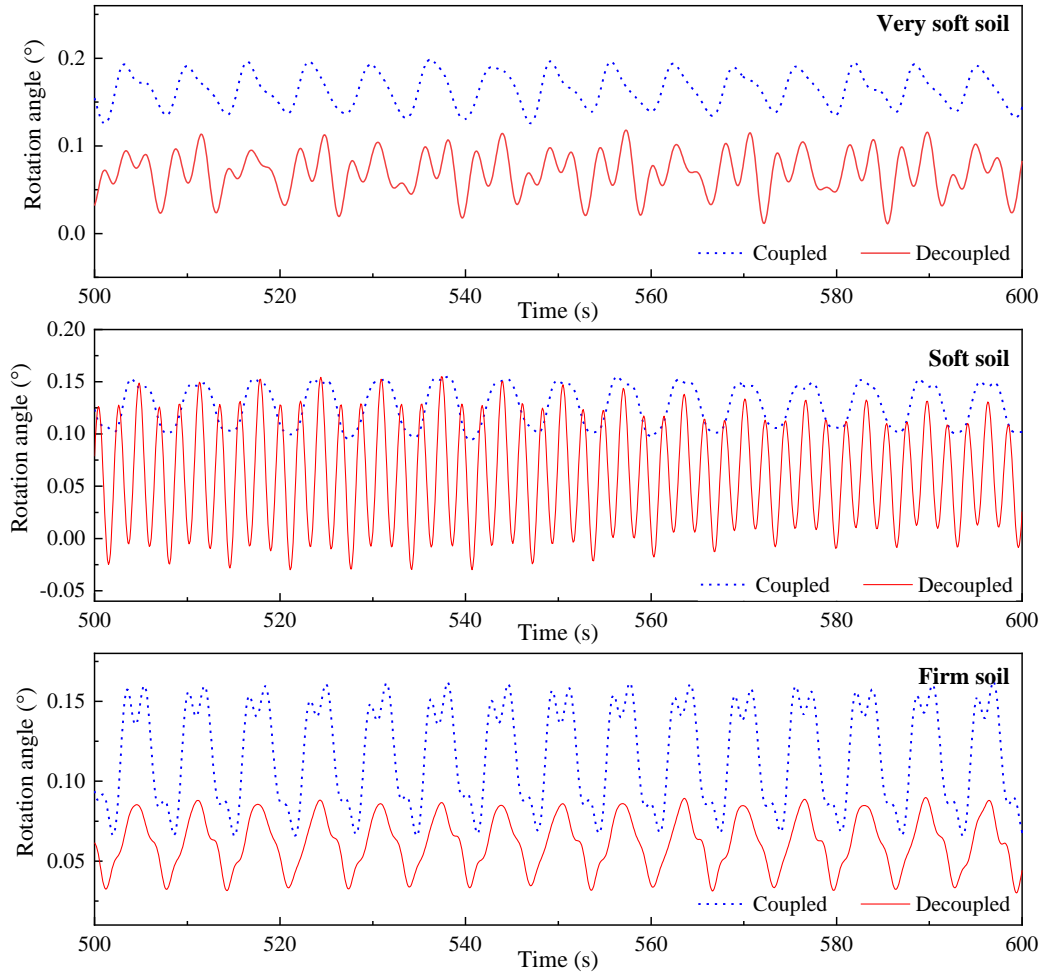 Very soft soil
Rotation angle (°)
0.2
0.1
0.0
Coupled
Decoupled
500
520
540
560
580
600
Time (s)
Soft soil
Rotation angle (°)
0.20
0.15
0.10
0.05
0.00
-0.05
Coupled
Decoupled
500
520
540
560
580
600
Time (s)
Firm soil
Rotation angle (°)
0.15
0.10
0.05
Coupled
Decoupled
500
520
540
560
580
600
Time (s)